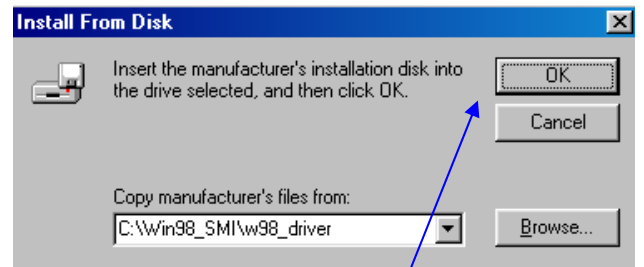 Install From Disk
Insert the manufacturer's installation disk into
the drive selected, and then click OK.
OK
Cancel
Copy manufacturer's files from:
C:\Win98_SMI\w98_driver
Browse...